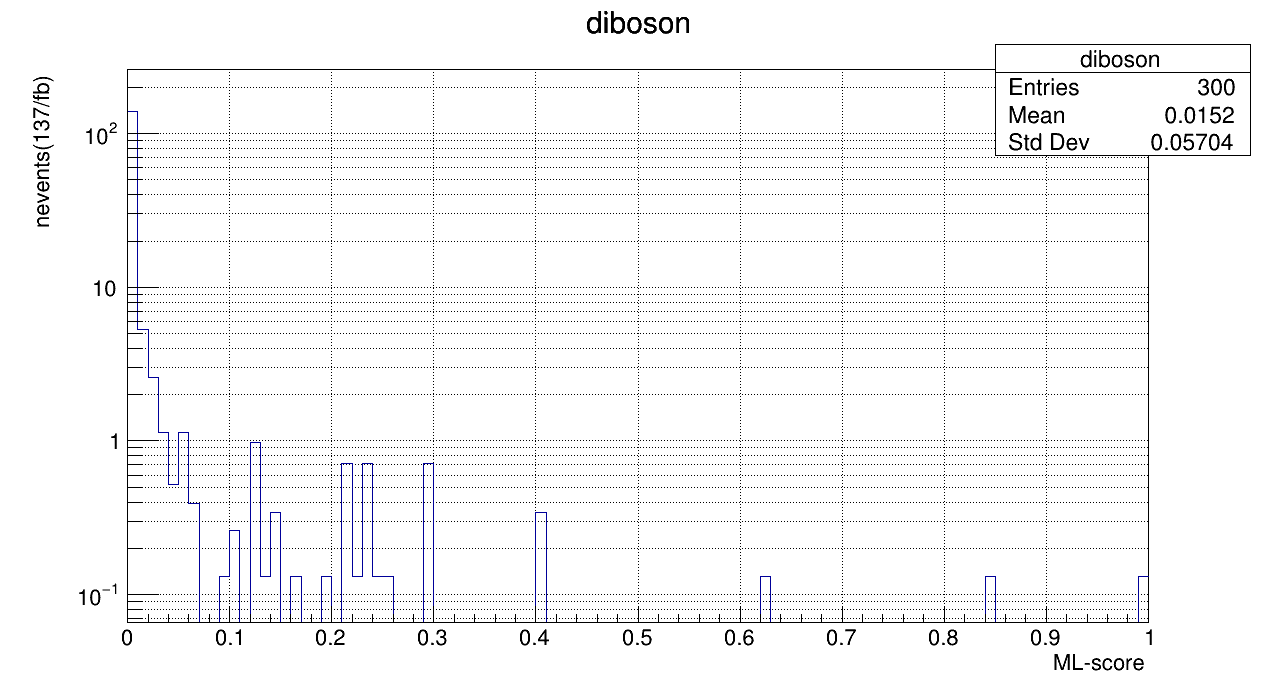 diboson
diboson
Entries 300
Mean 0.0152
Std Dev 0.05704
nevents(137/fb)
10²
10
1
10⁻¹
0 0.1 0.2 0.3 0.4 0.5 0.6 0.7 0.8 0.9 1
ML-score